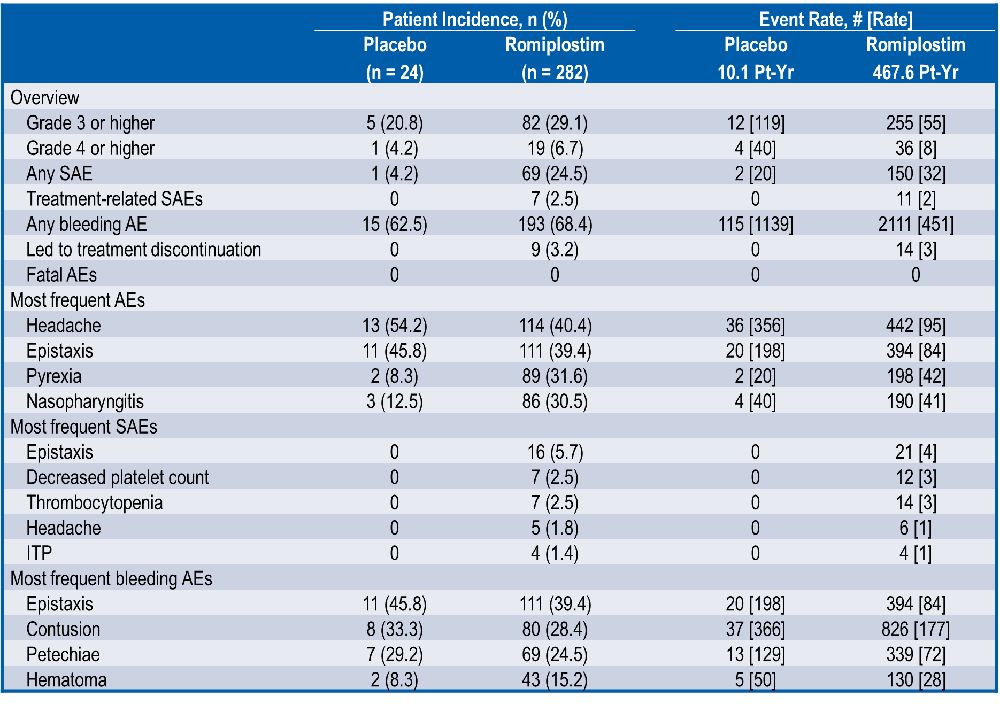 Patient Incidence, n (%) Event Rate, # [Rate]
Placebo Romiplostim Placebo Romiplostim
(n = 24) (n = 282) 10.1 Pt-Yr 467.6 Pt-Yr
Overview
Grade 3 or higher 5 (20.8) 82 (29.1) 12 [119] 255 [55]
Grade 4 or higher 1 (4.2) 19 (6.7) 4 [40] 36 [8]
Any SAE 1 (4.2) 69 (24.5) 2 [20] 150 [32]
Treatment-related SAEs 0 7 (2.5) 0 11 [2]
Any bleeding AE 15 (62.5) 193 (68.4) 115 [1139] 2111 [451]
Led to treatment discontinuation 0 9 (3.2) 0 14 [3]
Fatal AEs 0 0 0 0
Most frequent AEs
Headache 13 (54.2) 114 (40.4) 36 [356] 442 [95]
Epistaxis 11 (45.8) 111 (39.4) 20 [198] 394 [84]
Pyrexia 2 (8.3) 89 (31.6) 2 [20] 198 [42]
Nasopharyngitis 3 (12.5) 86 (30.5) 4 [40] 190 [41]
Most frequent SAEs
Epistaxis 0 16 (5.7) 0 21 [4]
Decreased platelet count 0 7 (2.5) 0 12 [3]
Thrombocytopenia 0 7 (2.5) 0 14 [3]
Headache 0 5 (1.8) 0 6 [1]
ITP 0 4 (1.4) 0 4 [1]
Most frequent bleeding AEs
Epistaxis 11 (45.8) 111 (39.4) 20 [198] 394 [84]
Contusion 8 (33.3) 80 (28.4) 37 [366] 826 [177]
Petechiae 7 (29.2) 69 (24.5) 13 [129] 339 [72]
Hematoma 2 (8.3) 43 (15.2) 5 [50] 130 [28]